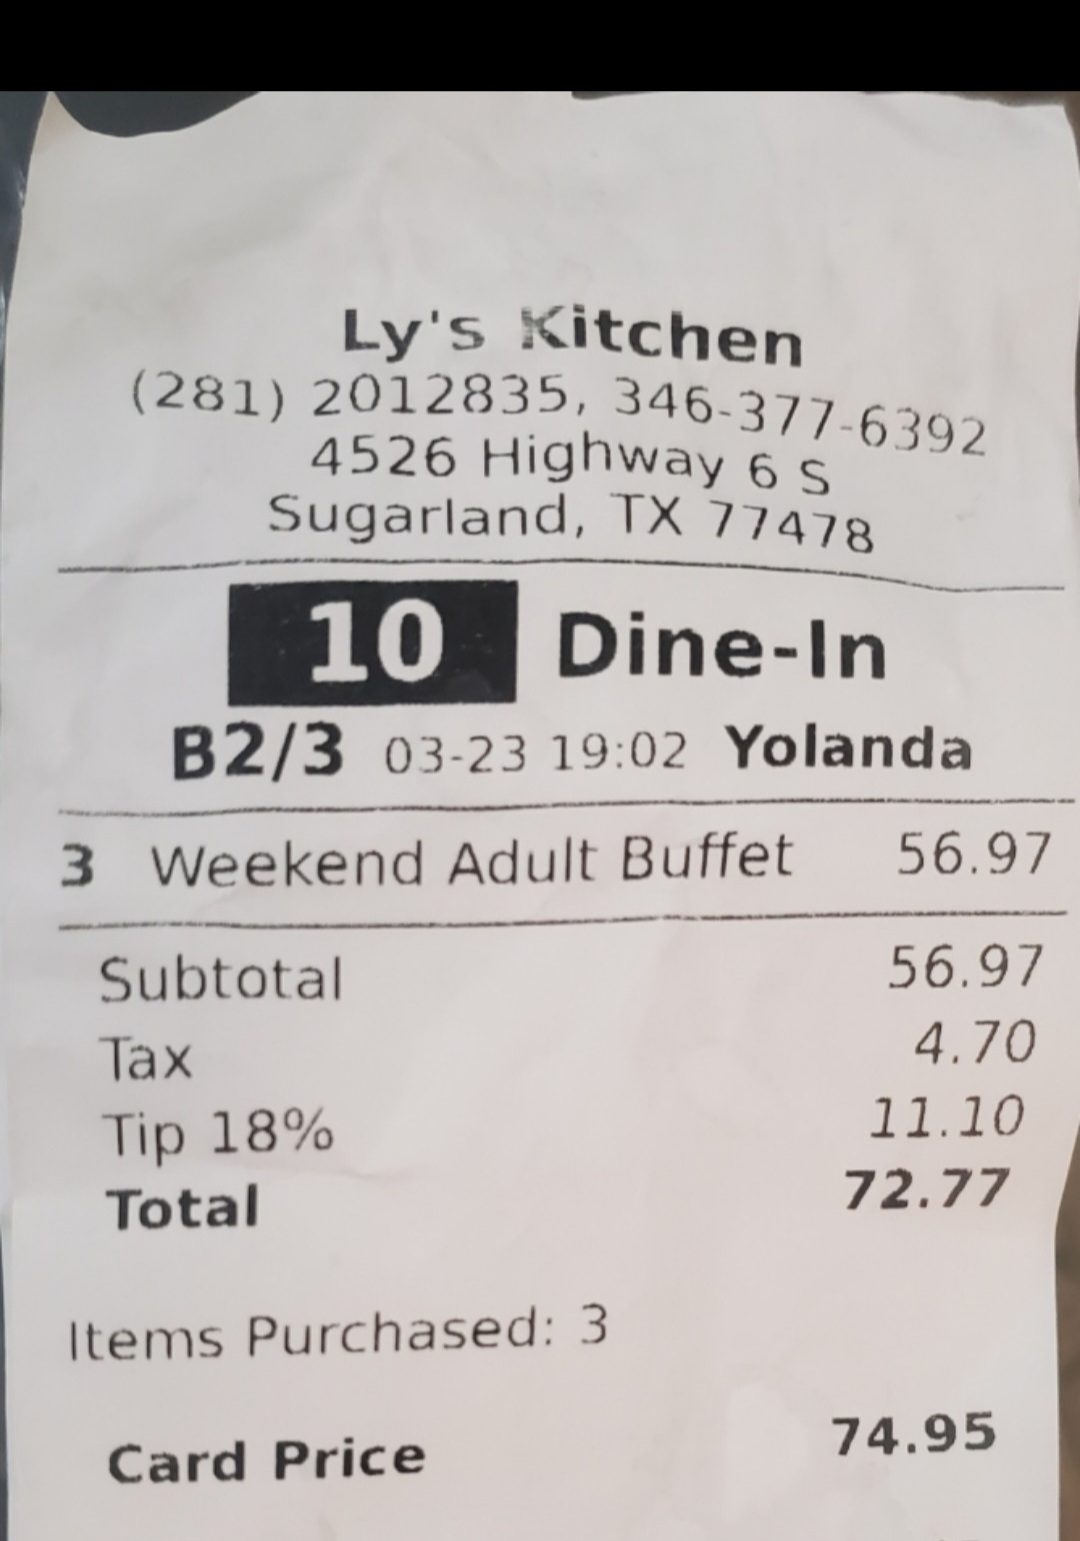 Ly's Kitchen
(281) 2012835, 346-377-6392
4526 Highway 6 S
Sugarland, TX 77478
10 Dine-In
B2/3 03-23 19:02 Yolanda
3 Weekend Adult Buffet 56.97
Subtotal 56.97
Tax 4.70
Tip 18% 11.10
Total 72.77
Items Purchased: 3
Card Price 74.95